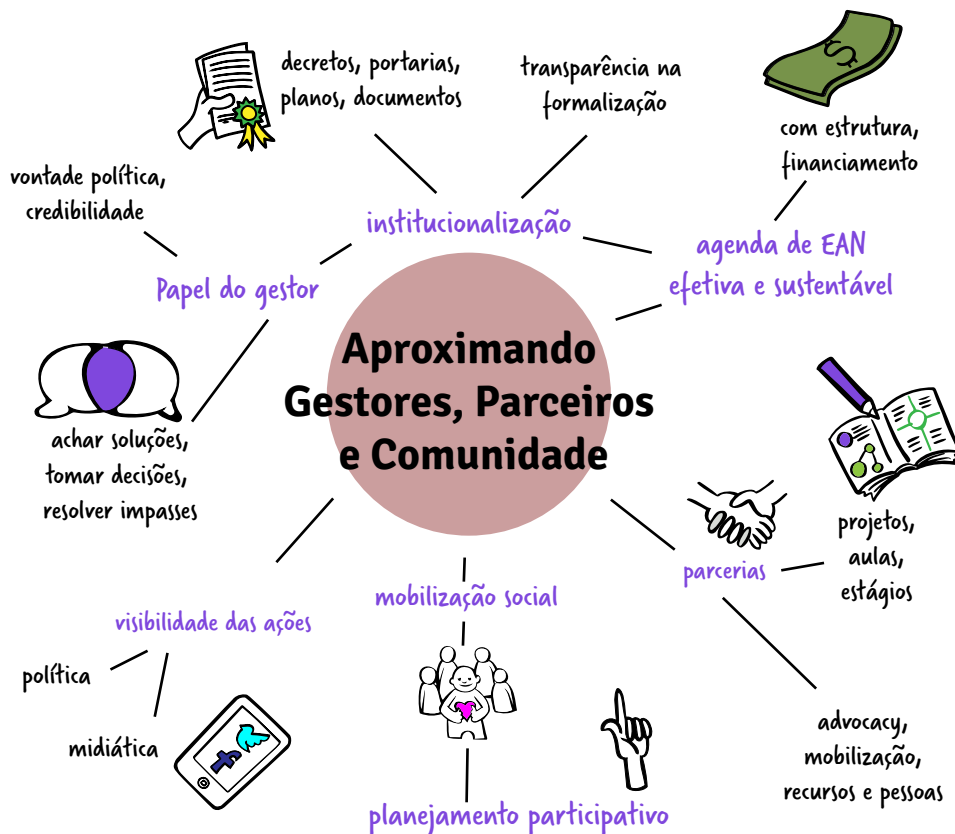 decretos, portarias,
planos, documentos
transparência na
formalização
com estrutura,
financiamento
vontade política,
credibilidade
institucionalização
agenda de EAN
efetiva e sustentável
Papel do gestor
Aproximando
Gestores, Parceiros
e Comunidade
achar soluções,
tomar decisões,
resolver impasses
projetos,
aulas,
estágios
parcerias
mobilização social
visibilidade das ações
política
midiática
advocacy,
mobilização,
recursos e pessoas
planejamento participativo